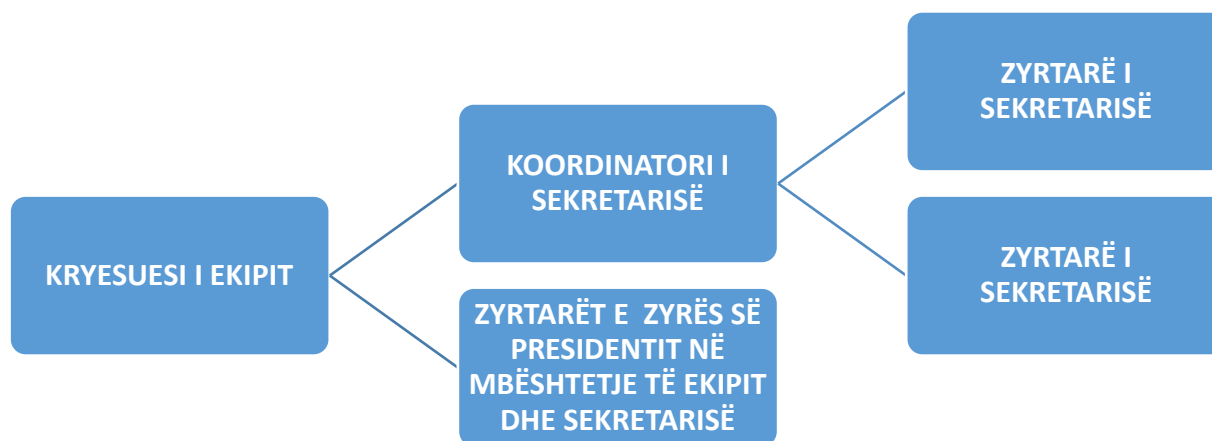 KRYESUESI I EKIPIT
KOORDINATORI I
SEKRETARISË
ZYRTARËT E ZYRËS SË
PRESIDENTIT NË
MBËSHTETJE TË EKIPIT
DHE SEKRETARISË
ZYRTARË I
SEKRETARISË
ZYRTARË I
SEKRETARISË